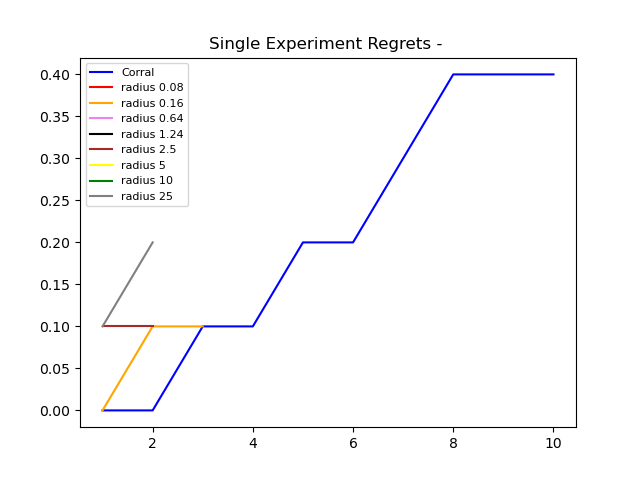 Single Experiment Regrets -
0.40
0.35
0.30
0.25
0.20
0.15
0.10
0.05
0.00
Corral
radius 0.08
radius 0.16
radius 0.64
radius 1.24
radius 2.5
radius 5
radius 10
radius 25
2 4 6 8 10